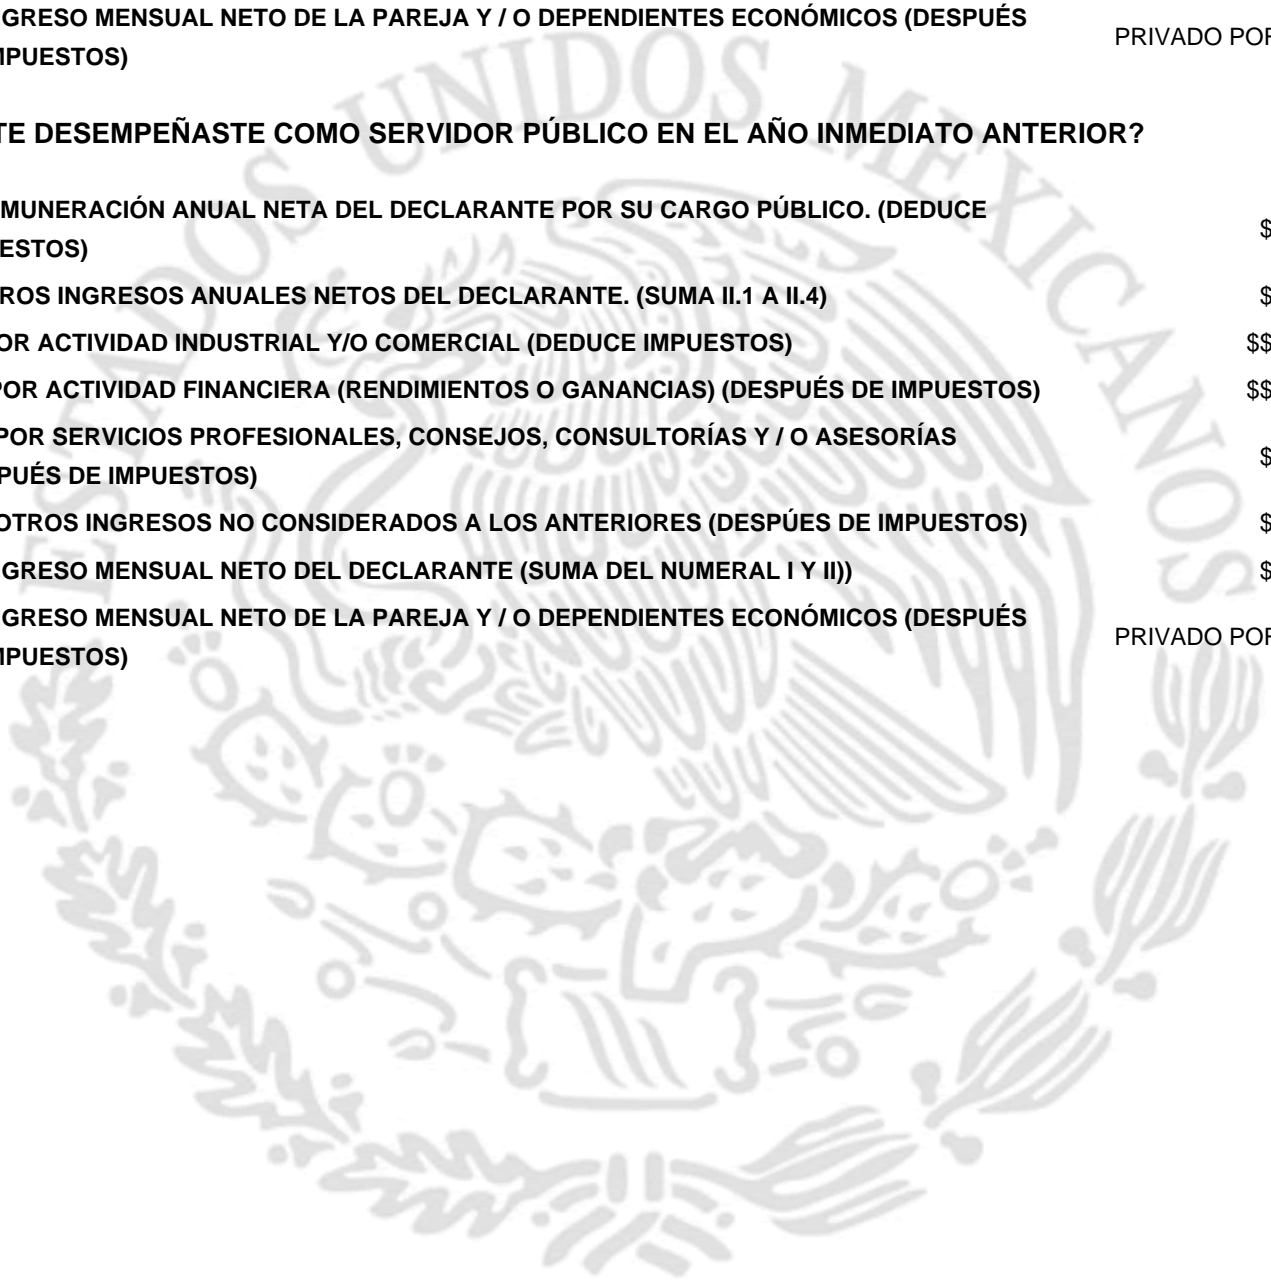 GRESO MENSUAL NETO DE LA PAREJA Y / O DEPENDIENTES ECONÓMICOS (DESPUÉS
MPUESTOS)
PRIVADO POR
TE DESEMPEÑASTE COMO SERVIDOR PÚBLICO EN EL AÑO INMEDIATO ANTERIOR?
MUNERACIÓN ANUAL NETA DEL DECLARANTE POR SU CARGO PÚBLICO. (DEDUCE
ESTOS)
$
ROS INGRESOS ANUALES NETOS DEL DECLARANTE. (SUMA II.1 A II.4) $
OR ACTIVIDAD INDUSTRIAL Y/O COMERCIAL (DEDUCE IMPUESTOS) $$
POR ACTIVIDAD FINANCIERA (RENDIMIENTOS O GANANCIAS) (DESPUÉS DE IMPUESTOS) $$
POR SERVICIOS PROFESIONALES, CONSEJOS, CONSULTORÍAS Y / O ASESORÍAS
PUÉS DE IMPUESTOS)
$
OTROS INGRESOS NO CONSIDERADOS A LOS ANTERIORES (DESPÚES DE IMPUESTOS) $
GRESO MENSUAL NETO DEL DECLARANTE (SUMA DEL NUMERAL I Y II)) $
GRESO MENSUAL NETO DE LA PAREJA Y / O DEPENDIENTES ECONÓMICOS (DESPUÉS
MPUESTOS)
PRIVADO POR
ESTADOS UNIDOS MEXICANOS